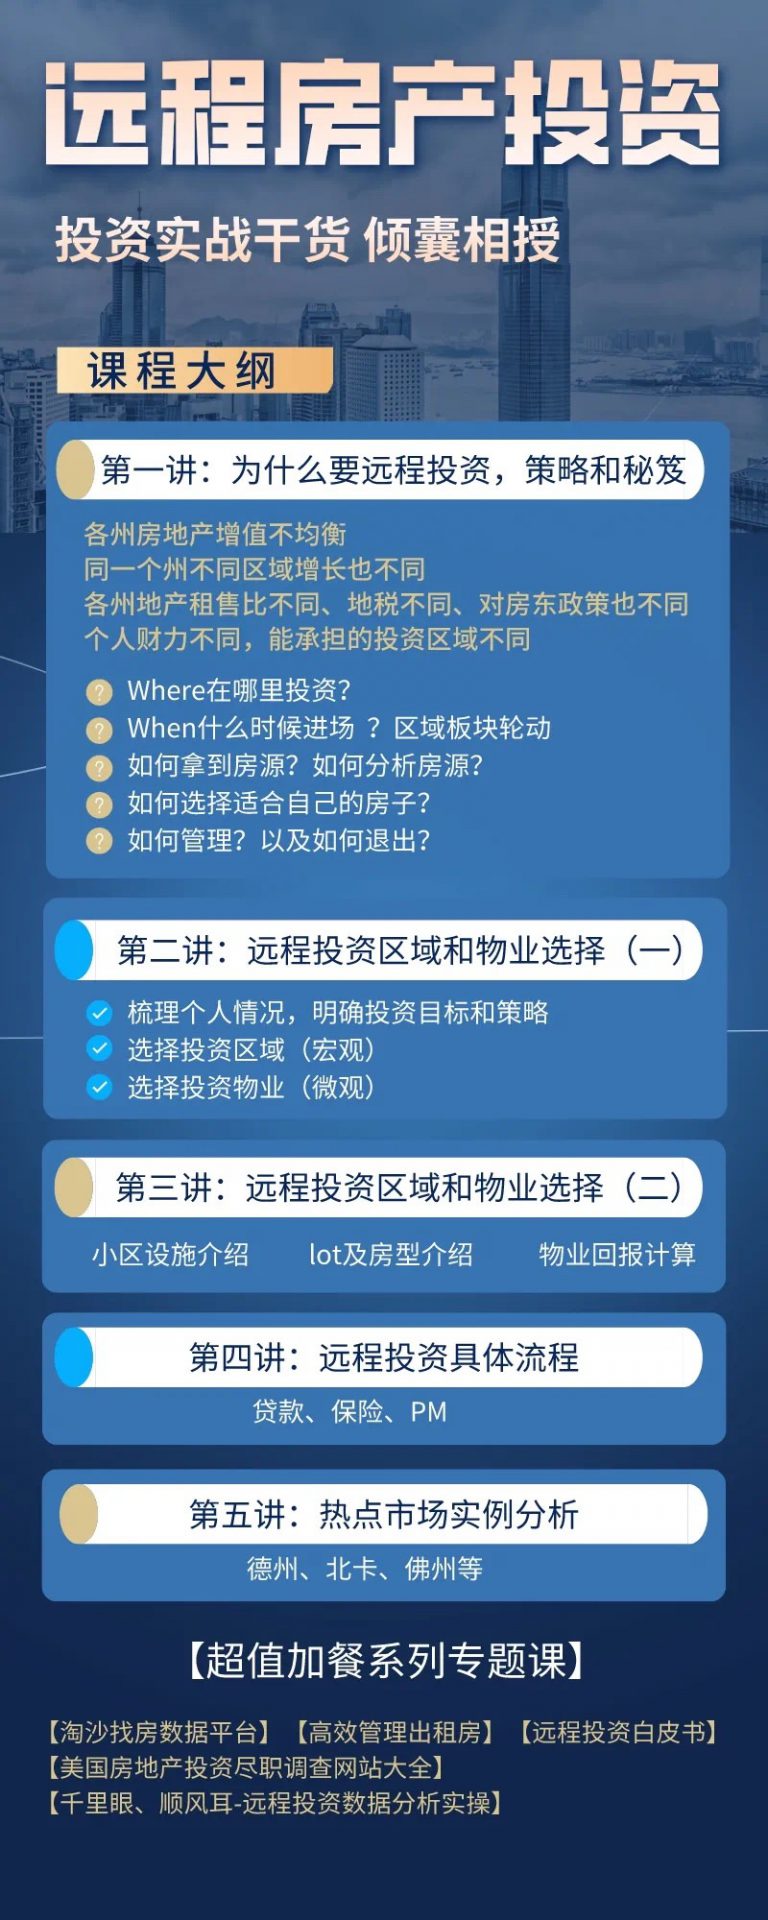 远程房产投资
投资实战干货 倾囊相授
课程大纲
第一讲：为什么要远程投资，策略和秘笈
各州房地产增值不均衡
同一个州不同区域增长也不同
各州地产租售比不同、地税不同、对房东政策也不同
个人财力不同，能承担的投资区域不同
? Where在哪里投资？
? When什么时候进场 ？区域板块轮动
? 如何拿到房源？如何分析房源？
? 如何选择适合自己的房子？
? 如何管理？以及如何退出？
第二讲：远程投资区域和物业选择（一）
梳理个人情况，明确投资目标和策略
选择投资区域（宏观）
选择投资物业（微观）
第三讲：远程投资区域和物业选择（二）
小区设施介绍 lot及房型介绍 物业回报计算
第四讲：远程投资具体流程
贷款、保险、PM
第五讲：热点市场实例分析
德州、北卡、佛州等
【超值加餐系列专题课】
【淘沙找房数据平台】【高效管理出租房】【远程投资白皮书】
【美国房地产投资尽职调查网站大全】
【千里眼、顺风耳-远程投资数据分析实操】